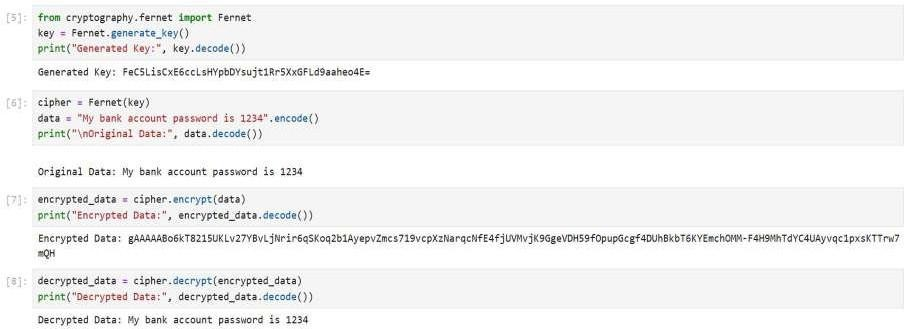 [5]: from cryptography.fernet import Fernet
key = Fernet.generate_key()
print("Generated Key:", key.decode())
Generated Key: FeC5LisCxE6ccLsHYpbDYsujt1Rr5XxGFLd9aaheo4E=
[6]: cipher = Fernet(key)
data = "My bank account password is 1234".encode()
print("\nOriginal Data:", data.decode())
Original Data: My bank account password is 1234
[7]: encrypted_data = cipher.encrypt(data)
print("Encrypted Data:", encrypted_data.decode())
Encrypted Data: gAAAAABo6kT8215UKLv27YBvLjNrir6qSKoq2b1AyepvZmcs719vcpXzNarqcNfE4fjUVMvjK9GgeVDH59fOpupGcgf4DUhBkbT6KYEmchOMM-F4H9MhTdYC4UAyvqc1pxsKTTrw7
mQH
[8]: decrypted_data = cipher.decrypt(encrypted_data)
print("Decrypted Data:", decrypted_data.decode())
Decrypted Data: My bank account password is 1234